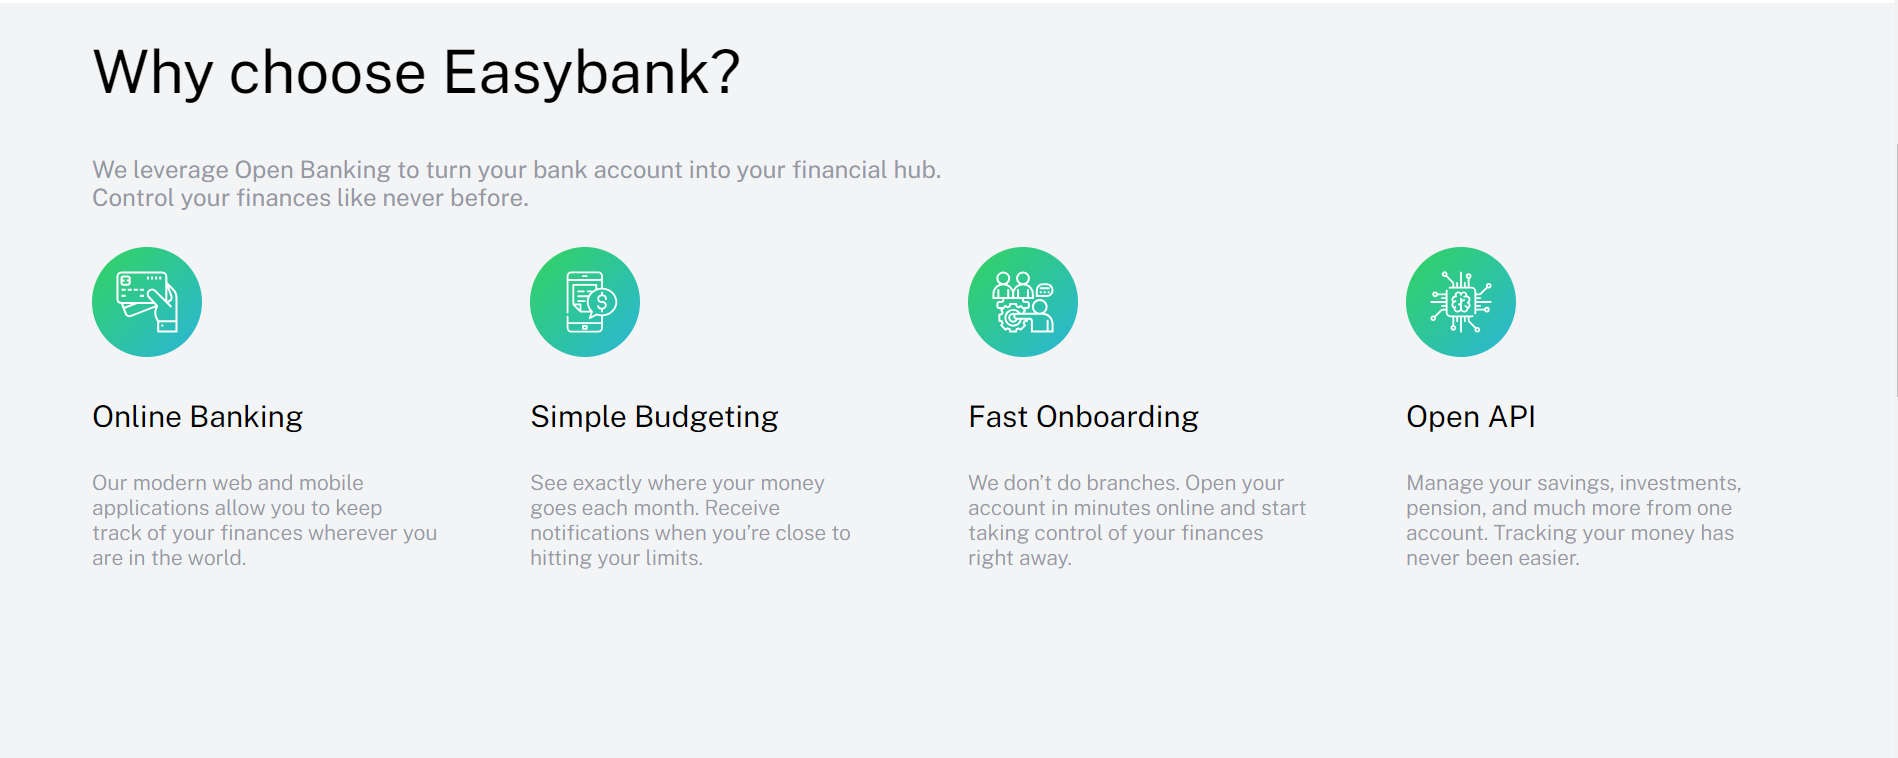 Why choose Easybank?
We leverage Open Banking to turn your bank account into your financial hub.
Control your finances like never before.
Online Banking
Our modern web and mobile
applications allow you to keep
track of your finances wherever you
are in the world.
Simple Budgeting
See exactly where your money
goes each month. Receive
notifications when you’re close to
hitting your limits.
Fast Onboarding
We don’t do branches. Open your
account in minutes online and start
taking control of your finances
right away.
Open API
Manage your savings, investments,
pension, and much more from one
account. Tracking your money has
never been easier.